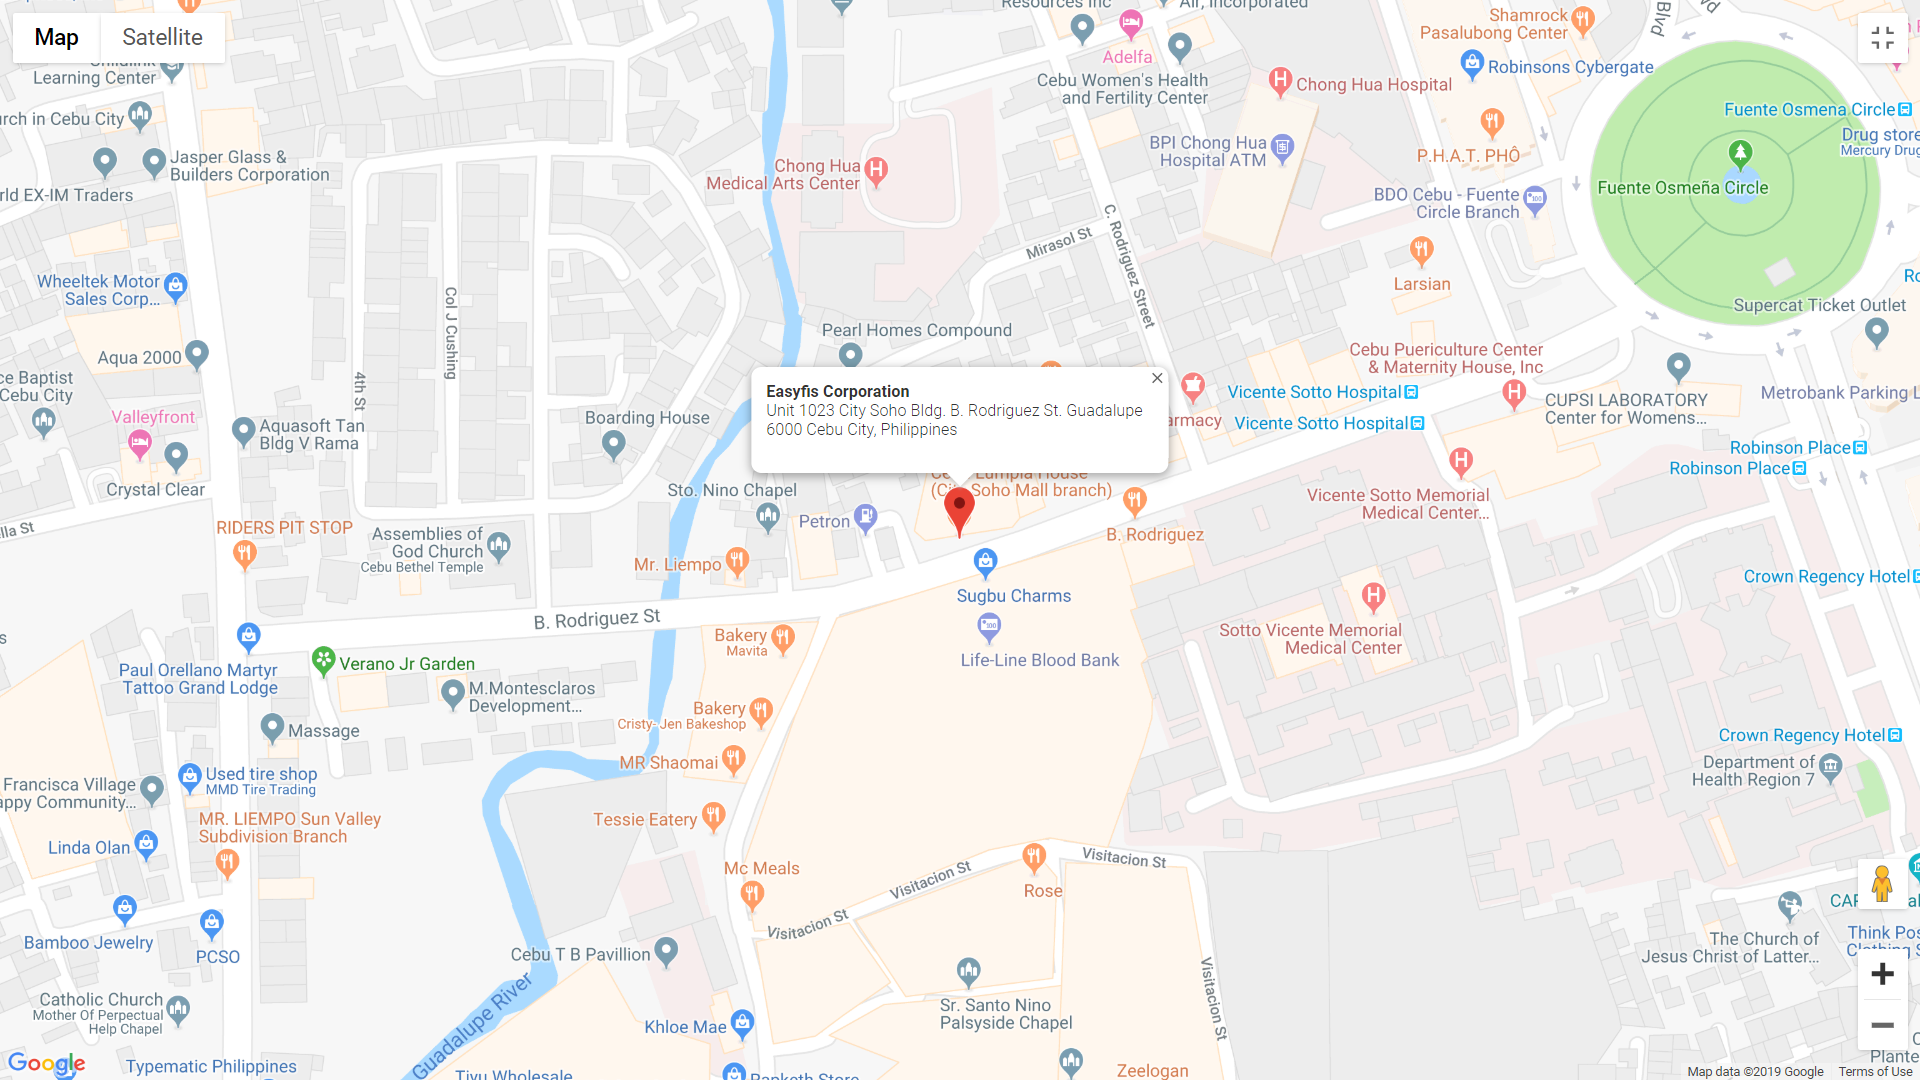 Map
Satellite
Learning Center
rch in Cebu City
Jasper Glass &
Builders Corporation
rld EX-IM Traders
Wheeltek Motor
Sales Corp...
Aqua 2000
ce Baptist
Cebu City
Valleyfront
Aquasoft Tan
Bldg V Rama
Crystal Clear
lla St
RIDERS PIT STOP
4th St
Col J Cushing
Boarding House
Assemblies of
God Church
Cebu Bethel Temple
Sto. Nino Chapel
Petron
Mr. Liempo
B. Rodriguez St
Resources Inc
Air, Incorporated
Adelfa
Cebu Women's Health
and Fertility Center
Chong Hua
Medical Arts Center
Chong Hua Hospital
BPI Chong Hua
Hospital ATM
Mirasol St
C. Rodriguez Street
Pearl Homes Compound
Easyfis Corporation
Unit 1023 City Soho Bldg. B. Rodriguez St. Guadalupe
6000 Cebu City, Philippines
(City Soho Mall branch)
Shamrock
Pasalubong Center
Blvd
Robinsons Cybergate
P.H.A.T. PHÔ
BDO Cebu - Fuente
Circle Branch
Larsian
Fuente Osmena Circle
Drug store
Mercury Drug
Fuente Osmeña Circle
Supercat Ticket Outlet
Cebu Puericulture Center
& Maternity House, Inc
Vicente Sotto Hospital
Vicente Sotto Hospital
armacy
CUPSI LABORATORY
Center for Womens...
Metrobank Parking L
Robinson Place
Robinson Place
Vicente Sotto Memorial
Medical Center...
B. Rodriguez
Sugbu Charms
Life-Line Blood Bank
Sotto Vicente Memorial
Medical Center
Crown Regency Hotel
Crown Regency Hotel
Department of
Health Region 7
Paul Orellano Martyr
Tattoo Grand Lodge
Verano Jr Garden
M.Montesclaros
Development...
Massage
Bakery
Mavita
Bakery
Cristy- Jen Bakeshop
MR Shaomai
Tessie Eatery
Mc Meals
Francisca Village
appy Community...
Used tire shop
MMD Tire Trading
MR. LIEMPO Sun Valley
Subdivision Branch
Linda Olan
Bamboo Jewelry
PCSO
Catholic Church
Mother Of Perpetual
Help Chapel
Typematic Philippines
Cebu T B Pavillion
Guadalupe River
Khloe Mae
Tiyu Wholesale
Papketh Store
Visitacion St
Visitacion St
Visitacion St
Visitacion St
Rose
Sr. Santo Nino
Palsyside Chapel
Zeelogan
The Church of
Jesus Christ of Latter...
Think Pos
Google
Map data ©2019 Google
Terms of Use